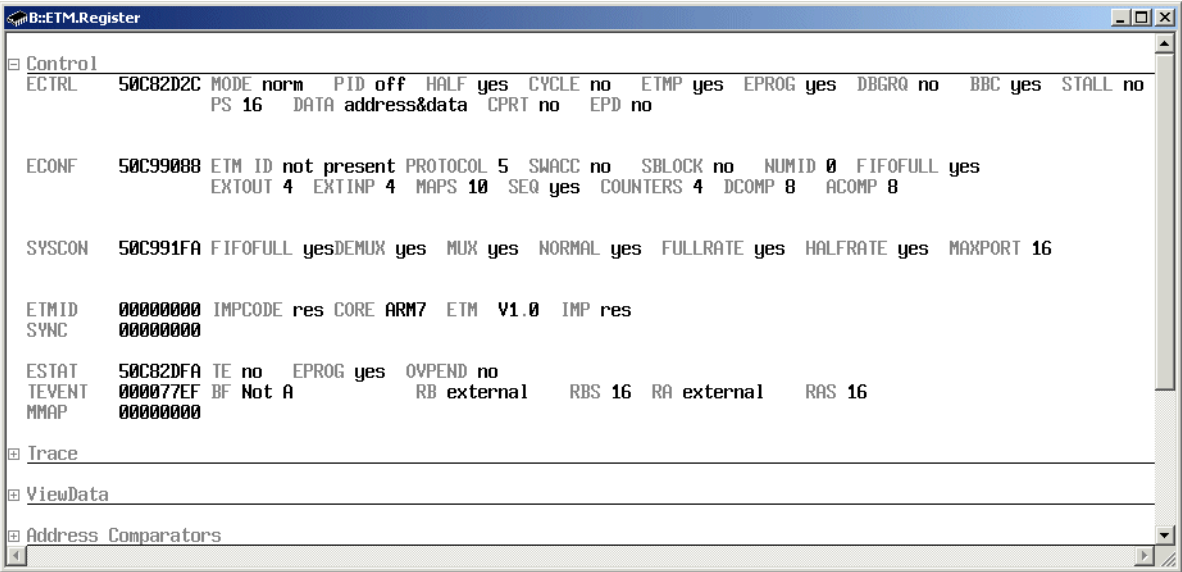 B::ETM.Register
Control
ECTRL 50C82D2C MODE norm PID off HALF yes CYCLE no ETMP yes EPROG yes DBGRQ no BBC yes STALL no
PS 16 DATA address&data CPRT no EPD no
ECONF 50C99088 ETM ID not present PROTOCOL 5 SWACC no SBLOCK no NUMID 0 FIFOFULL yes
EXTOUT 4 EXTINP 4 MAPS 10 SEQ yes COUNTERS 4 DCOMP 8 ACOMP 8
SYSCON 50C991FA FIFOFULL yesDEMUX yes MUX yes NORMAL yes FULLRATE yes HALFRATE yes MAXPORT 16
ETMID 00000000 IMPCODE res CORE ARM7 ETM V1.0 IMP res
SYNC 00000000
ESTAT 50C82DFA TE no EPROG yes OVPEND no
TEVENT 000077EF BF Not A RB external RBS 16 RA external RAS 16
MMAP 00000000
Trace
ViewData
Address Comparators